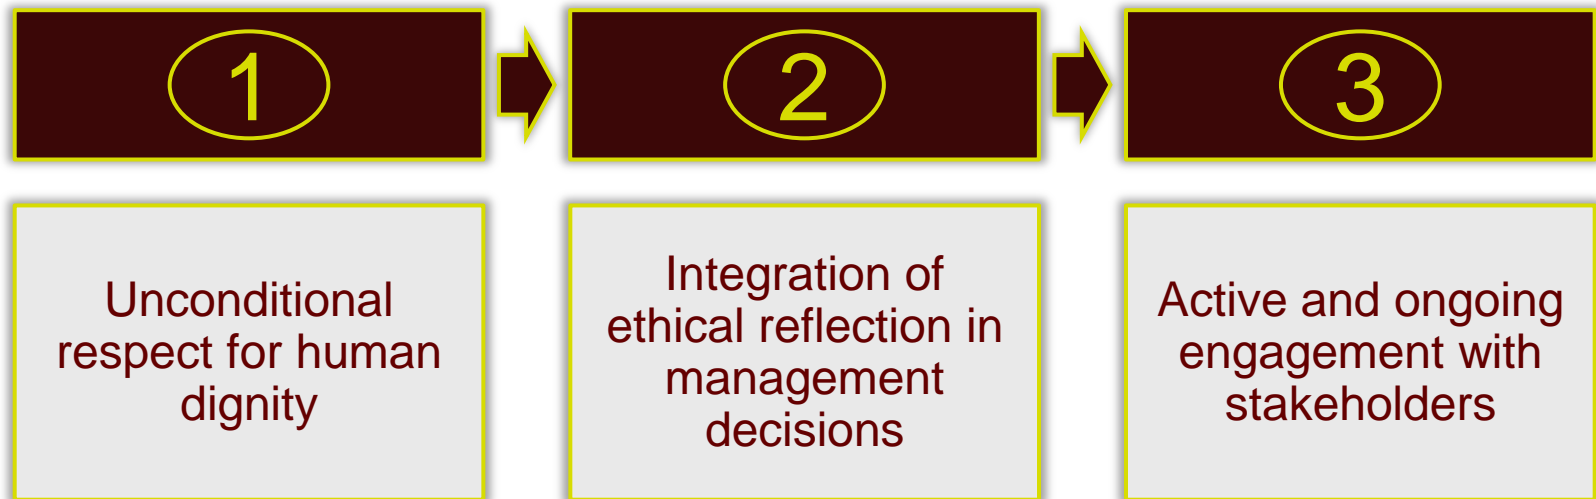 1
2
3
Unconditional
respect for human
dignity
Integration of
ethical reflection in
management
decisions
Active and ongoing
engagement with
stakeholders